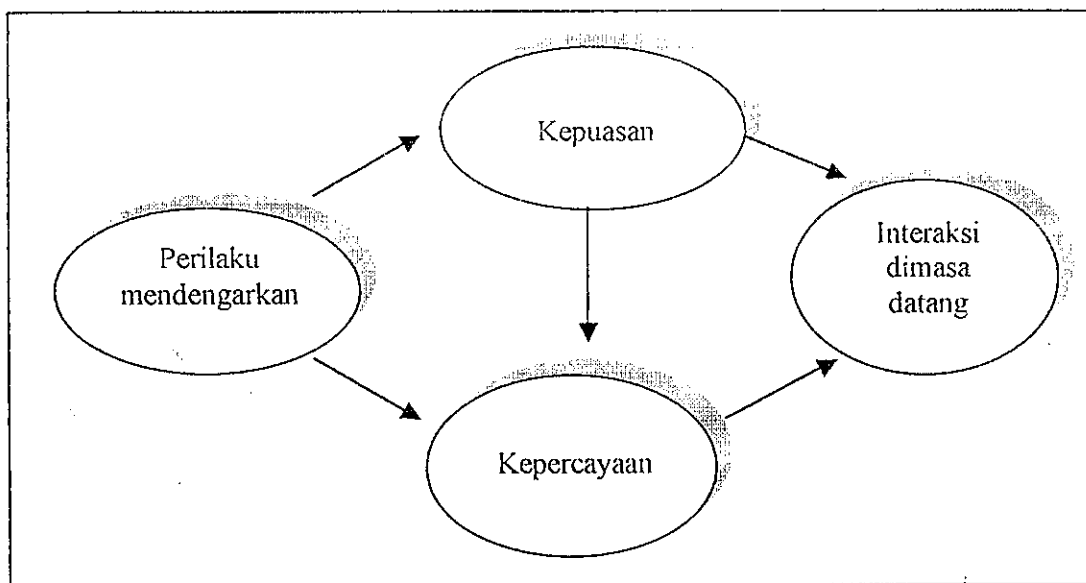 Kepuasan
Perilaku
mendengarkan
Interaksi
dimasa
datang
Kepercayaan